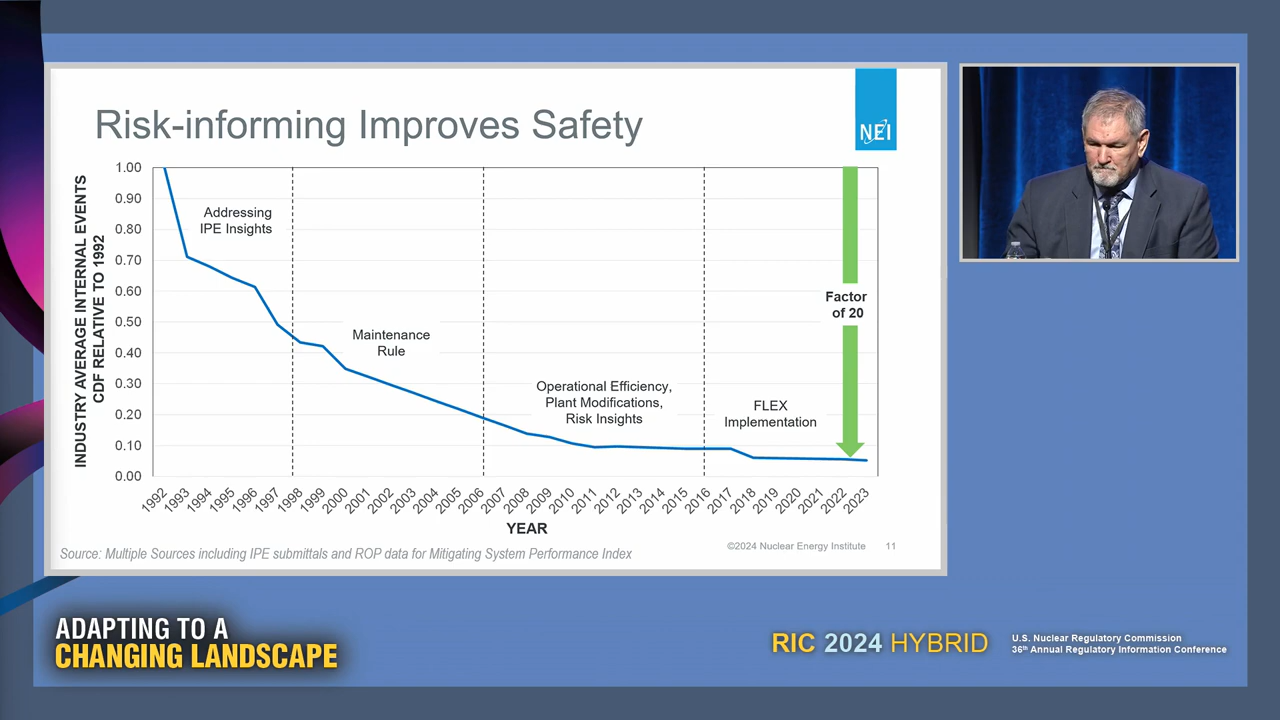 Risk-informing Improves Safety
NEI
INDUSTRY AVERAGE INTERNAL EVENTS
CDF RELATIVE TO 1992
1.00
0.90
0.80
0.70
0.60
0.50
0.40
0.30
0.20
0.10
0.00
Addressing
IPE Insights
Maintenance
Rule
Operational Efficiency,
Plant Modifications,
Risk Insights
FLEX
Implementation
Factor
of 20
1992 1993 1994 1995 1996 1997 1998 1999 2000 2001 2002 2003 2004 2005 2006 2007 2008 2009 2010 2011 2012 2013 2014 2015 2016 2017 2018 2019 2020 2021 2022 2023
YEAR
Source: Multiple Sources including IPE submittals and ROP data for Mitigating System Performance Index
©2024 Nuclear Energy Institute 11
ADAPTING TO A
CHANGING LANDSCAPE
RIC 2024 HYBRID
U.S. Nuclear Regulatory Commission
36th Annual Regulatory Information Conference